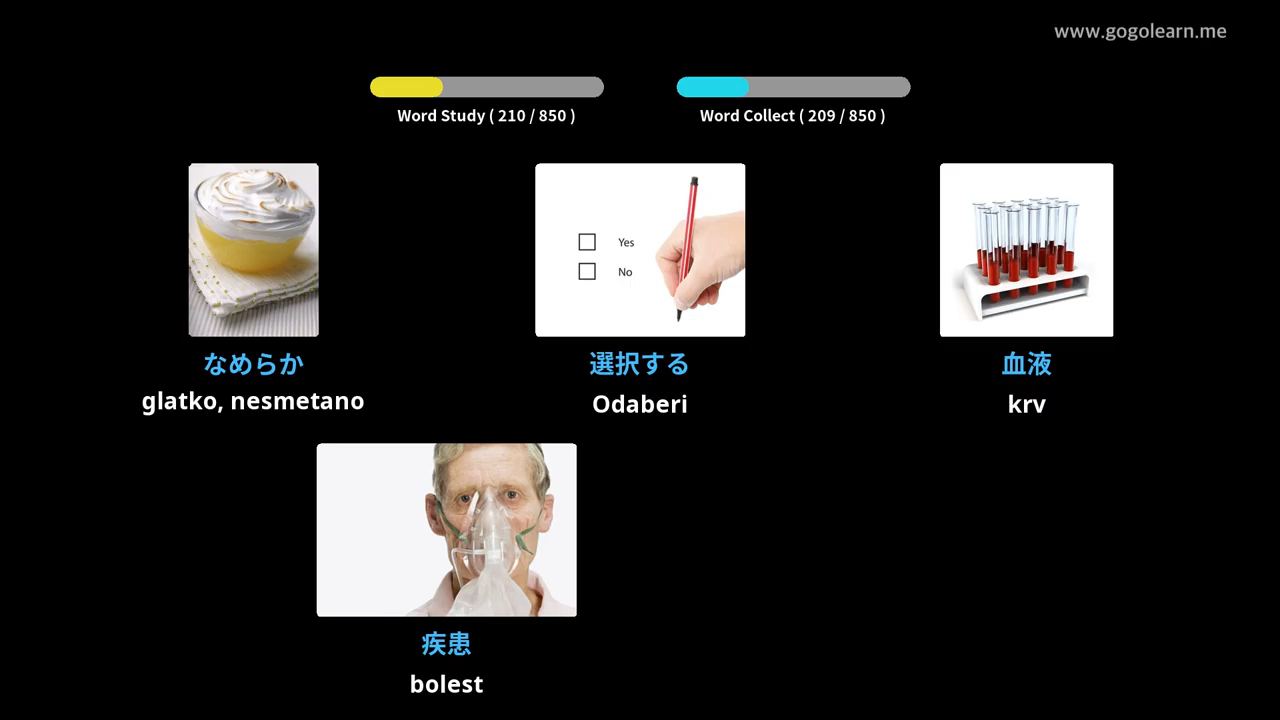 www.gogolearn.me
Word Study ( 210 / 850 )
Word Collect ( 209 / 850 )
Yes
No
なめらか
選択する
血液
glatko, nesmetano
Odaberi
krv
疾患
bolest